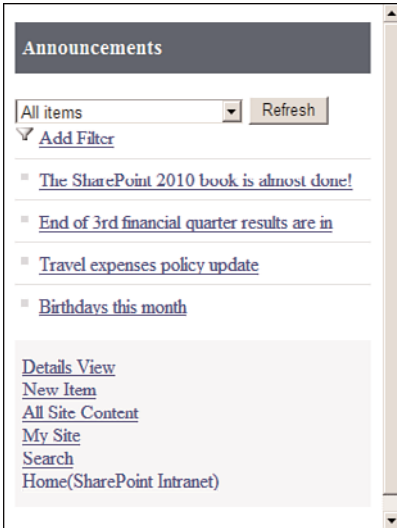 Announcements
All items Refresh
Add Filter
The SharePoint 2010 book is almost done!
End of 3rd financial quarter results are in
Travel expenses policy update
Birthdays this month
Details View
New Item
All Site Content
My Site
Search
Home(SharePoint Intranet)